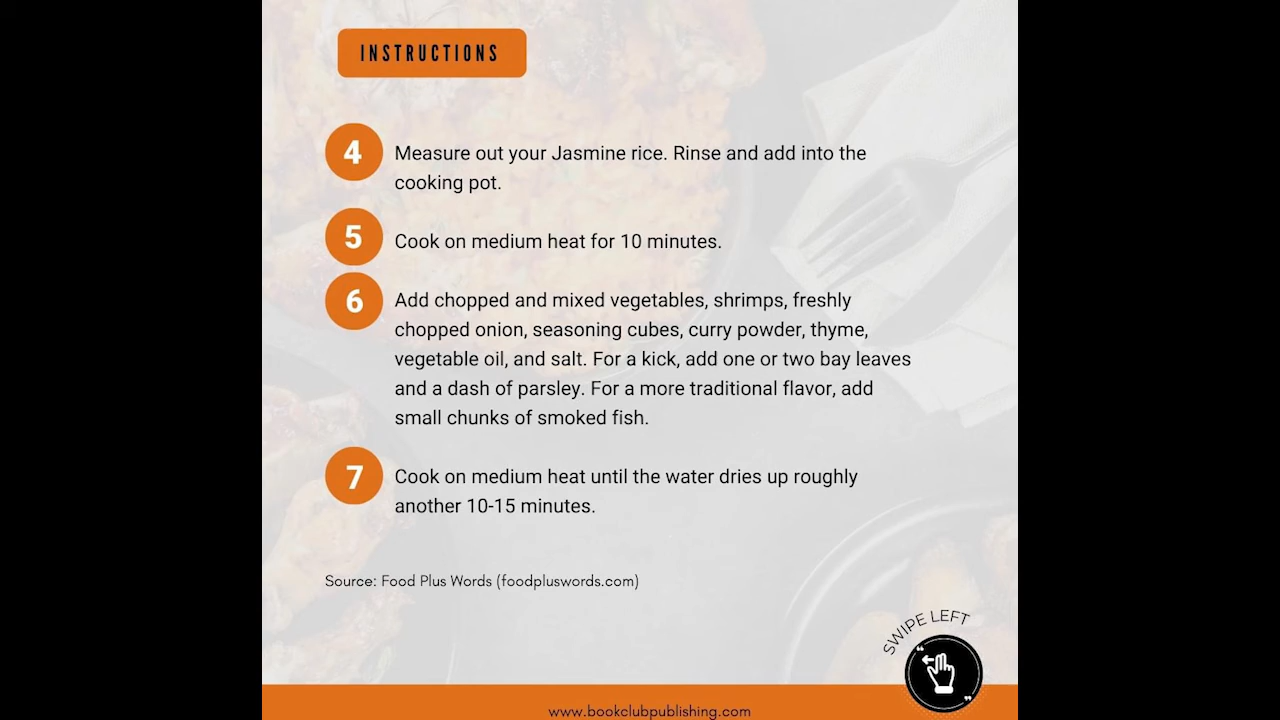 INSTRUCTIONS
4
Measure out your Jasmine rice. Rinse and add into the
cooking pot.
5
Cook on medium heat for 10 minutes.
6
Add chopped and mixed vegetables, shrimps, freshly
chopped onion, seasoning cubes, curry powder, thyme,
vegetable oil, and salt. For a kick, add one or two bay leaves
and a dash of parsley. For a more traditional flavor, add
small chunks of smoked fish.
7
Cook on medium heat until the water dries up roughly
another 10-15 minutes.
Source: Food Plus Words (foodpluswords.com)
SWIPE LEFT
www.bookclubpublishing.com